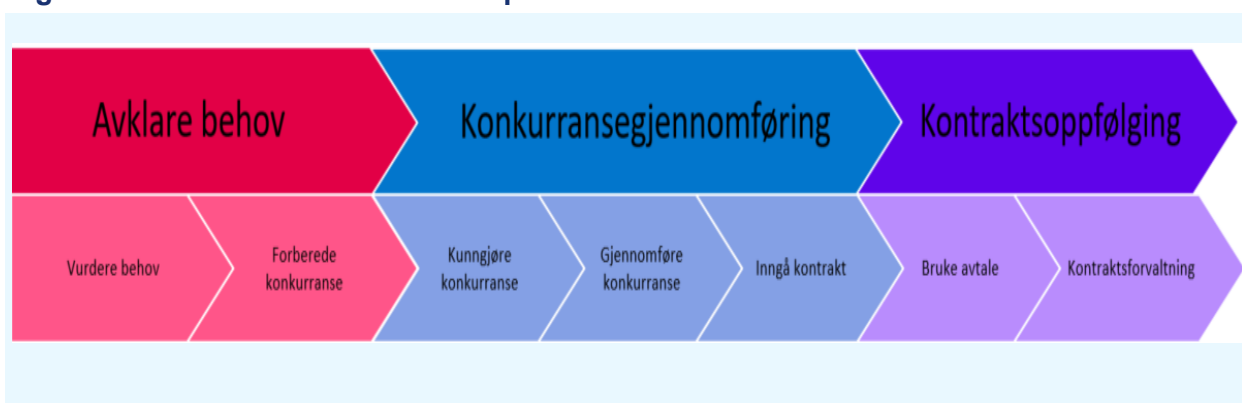 Avklare behov
Konkurransegjennomføring
Kontraktsoppfølging
Vurdere behov
Forberede
konkurranse
Kunngjøre
konkurranse
Gjennomføre
konkurranse
Inngå kontrakt
Bruke avtale
Kontraktsforvaltning